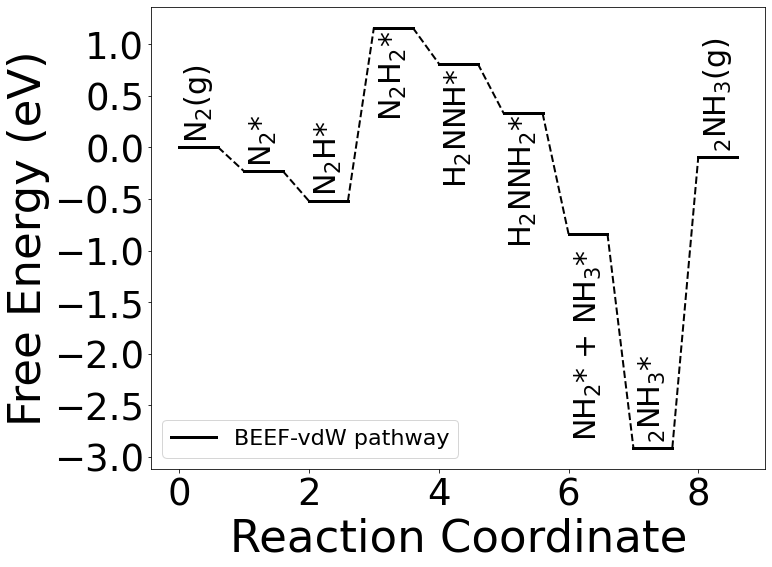 Free Energy (eV)
1.0
0.5
0.0
−0.5
−1.0
−1.5
−2.0
−2.5
−3.0
N₂(g)
N₂*
N₂H*
N₂H₂*
H₂NNH*
H₂NNH₂*
NH₂* + NH₃*
₂NH₃*
₂NH₃(g)
BEEF-vdW pathway
0 2 4 6 8
Reaction Coordinate